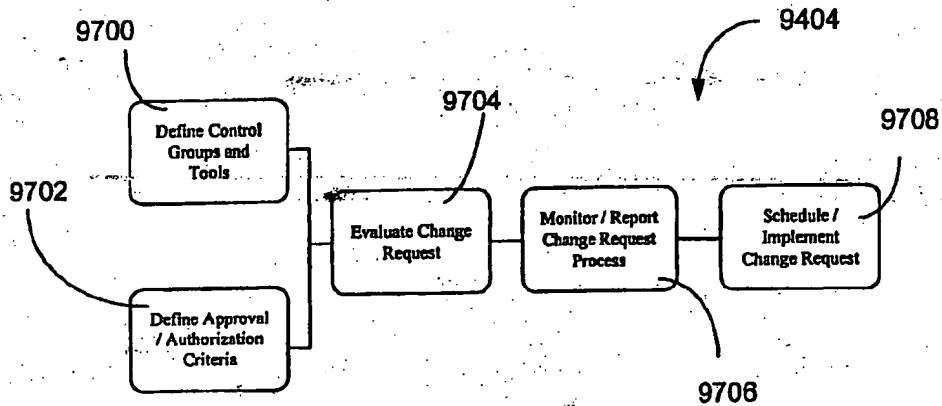 9700
9404
9704
9708
Define Control
Groups and
Tools
9702
Evaluate Change
Request
Monitor / Report
Change Request
Process
Schedule /
Implement
Change Request
Define Approval
/ Authorization
Criteria
9706